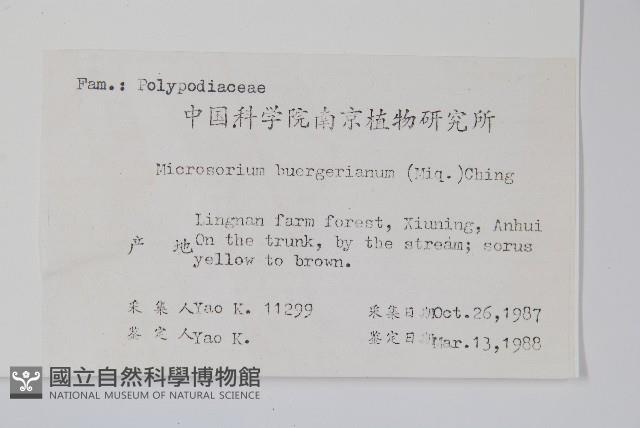 Fam.: Polypodiaceae
中国科学院南京植物研究所
Microsorium buergerianum (Miq.)Ching
Lingnan farm forest, Xiuning, Anhui
产 地 On the trunk, by the stream; sorus
yellow to brown.
采 集 人 Yao K. 11299 采集日期 Oct.26,1987
鉴 定 人 Yao K. 鉴定日期 Mar.13,1988
國立自然科學博物館
NATIONAL MUSEUM OF NATURAL SCIENCE